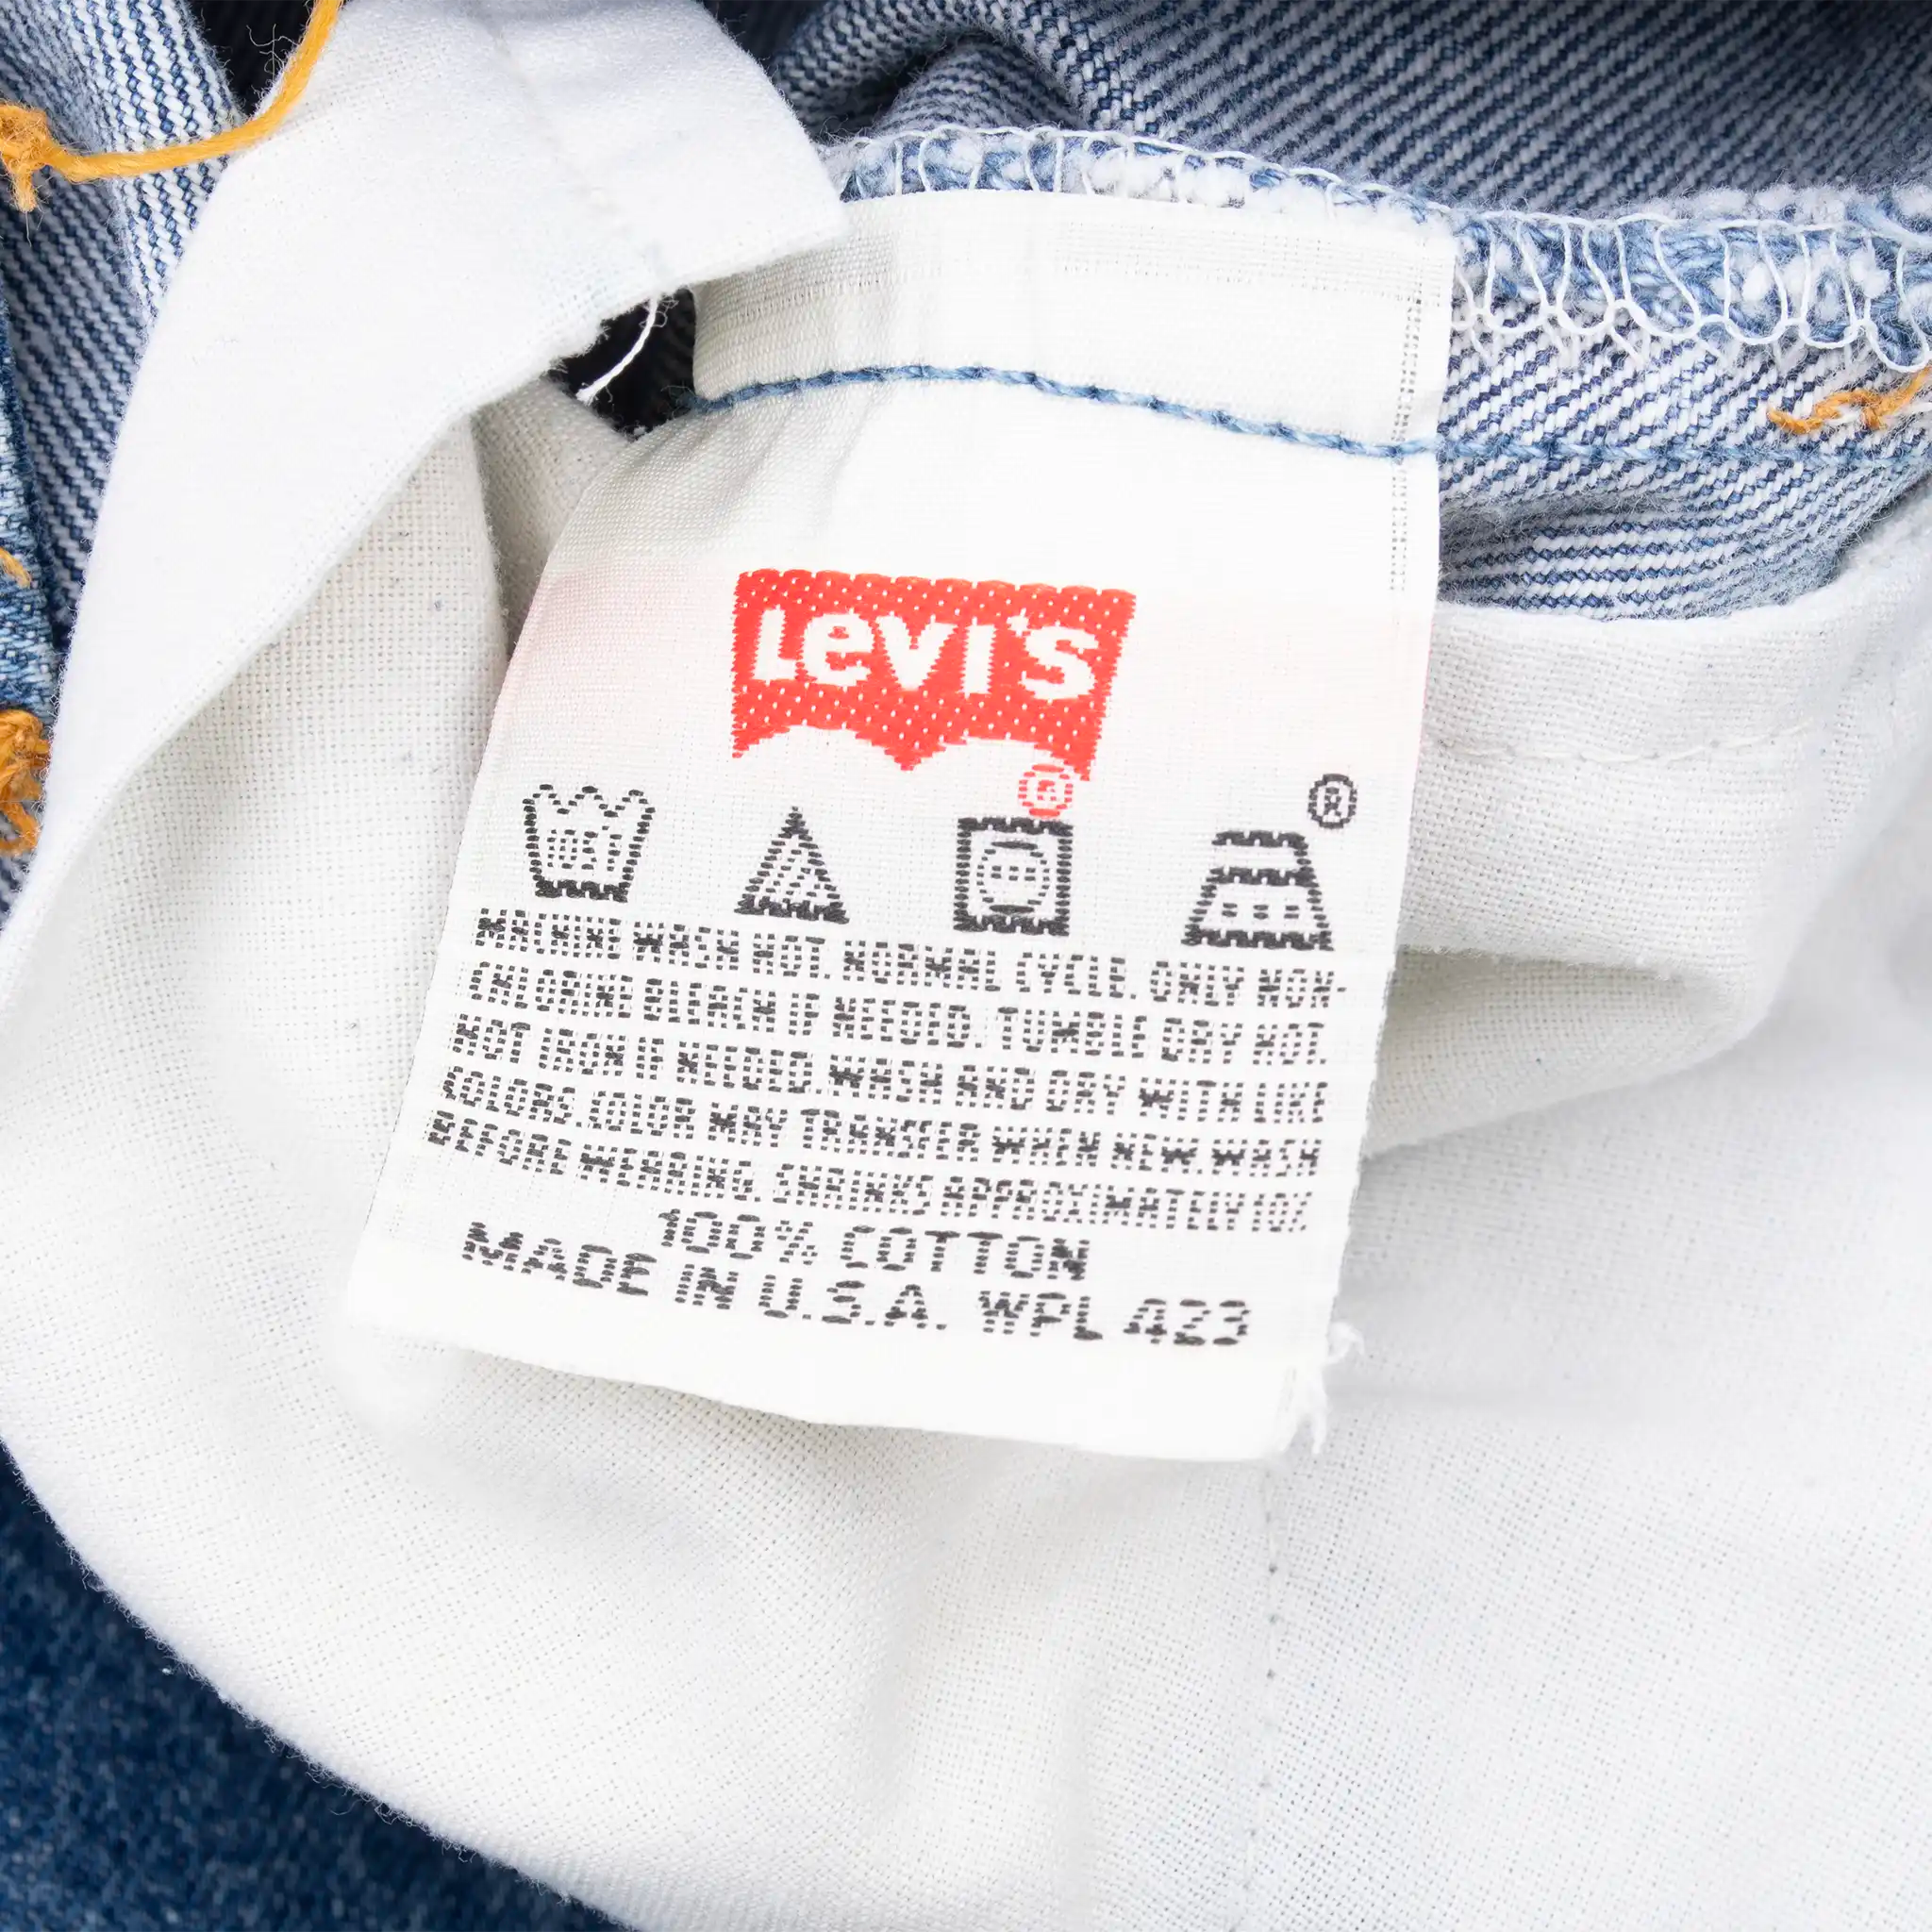 Levi's
®
®
105F
MACHINE WASH HOT. NORMAL CYCLE. ONLY NON-
CHLORINE BLEACH IF NEEDED. TUMBLE DRY HOT.
HOT IRON IF NEEDED. WASH AND DRY WITH LIKE
COLORS. COLOR MAY TRANSFER WHEN NEW. WASH
BEFORE WEARING. SHRINKS APPROXIMATELY 10%
100% COTTON
MADE IN U.S.A. WPL 423